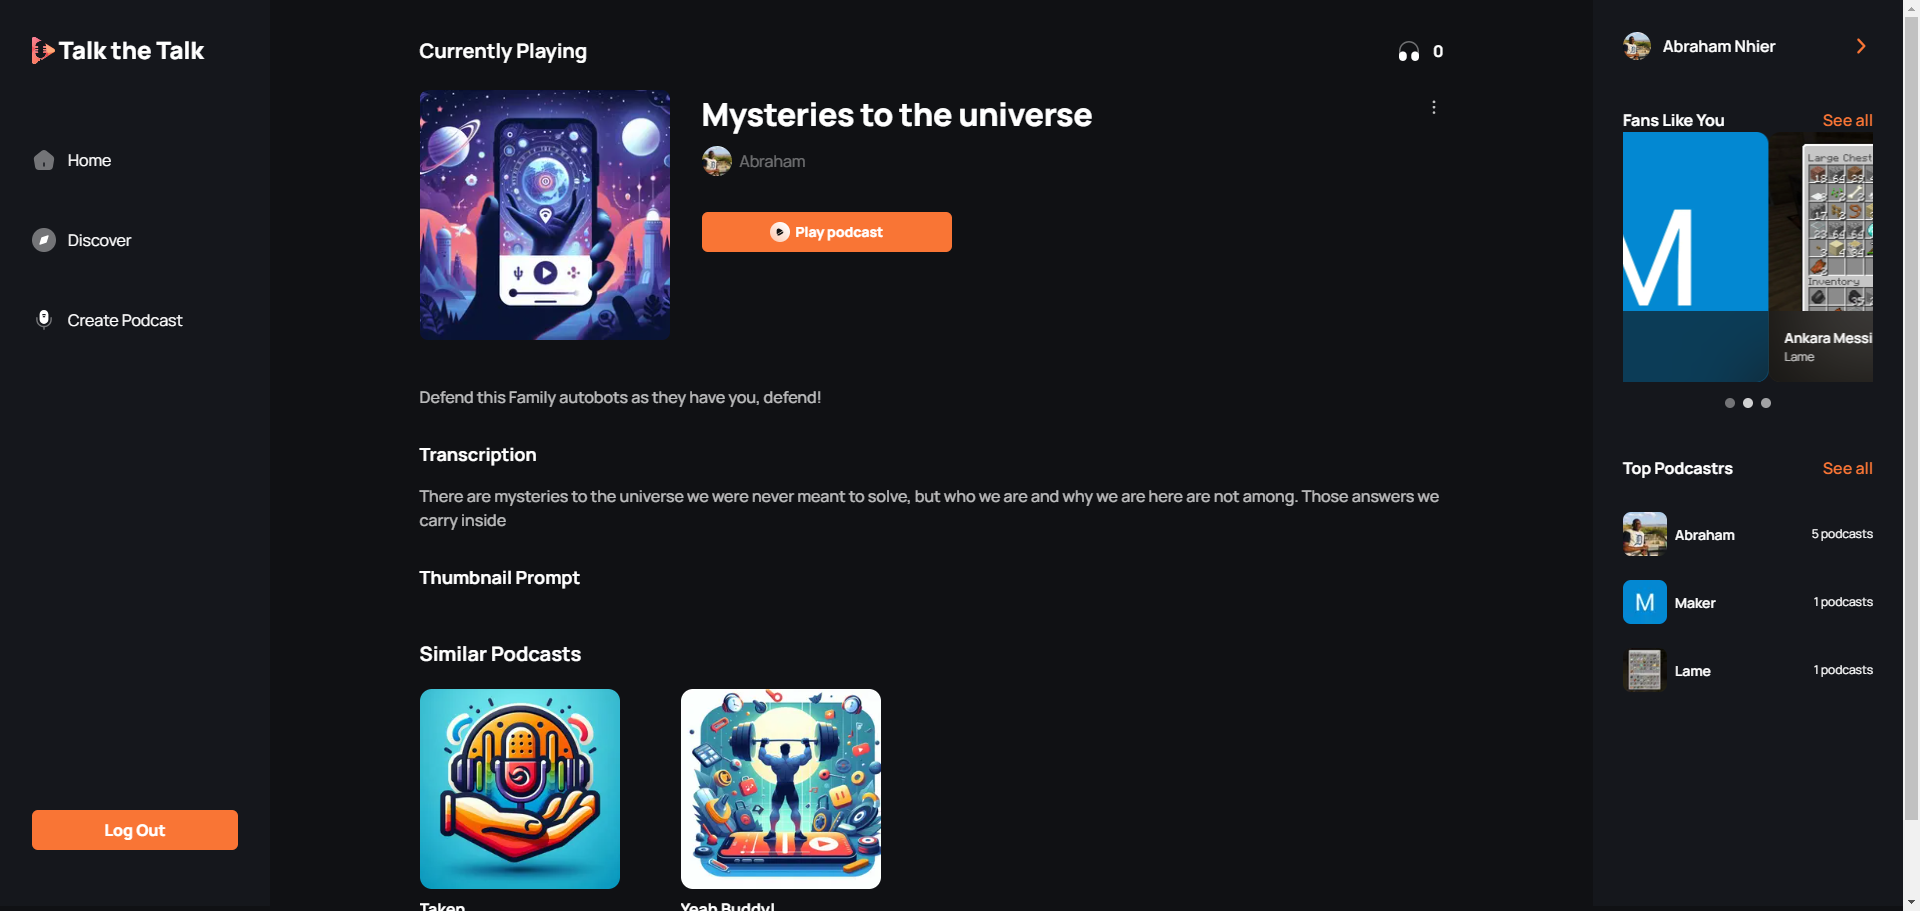 Talk the Talk
Home
Discover
Create Podcast
Log Out
Currently Playing
0
Mysteries to the universe
Abraham
Play podcast
Defend this Family autobots as they have you, defend!
Transcription
There are mysteries to the universe we were never meant to solve, but who we are and why we are here are not among. Those answers we
carry inside
Thumbnail Prompt
Similar Podcasts
Taken
Yeah Buddy!
Abraham Nhier
Fans Like You
See all
M
Large Chest
Inventory
Ankara Messi
Lame
Top Podcastrs
See all
Abraham
5 podcasts
M
Maker
1 podcasts
Lame
1 podcasts